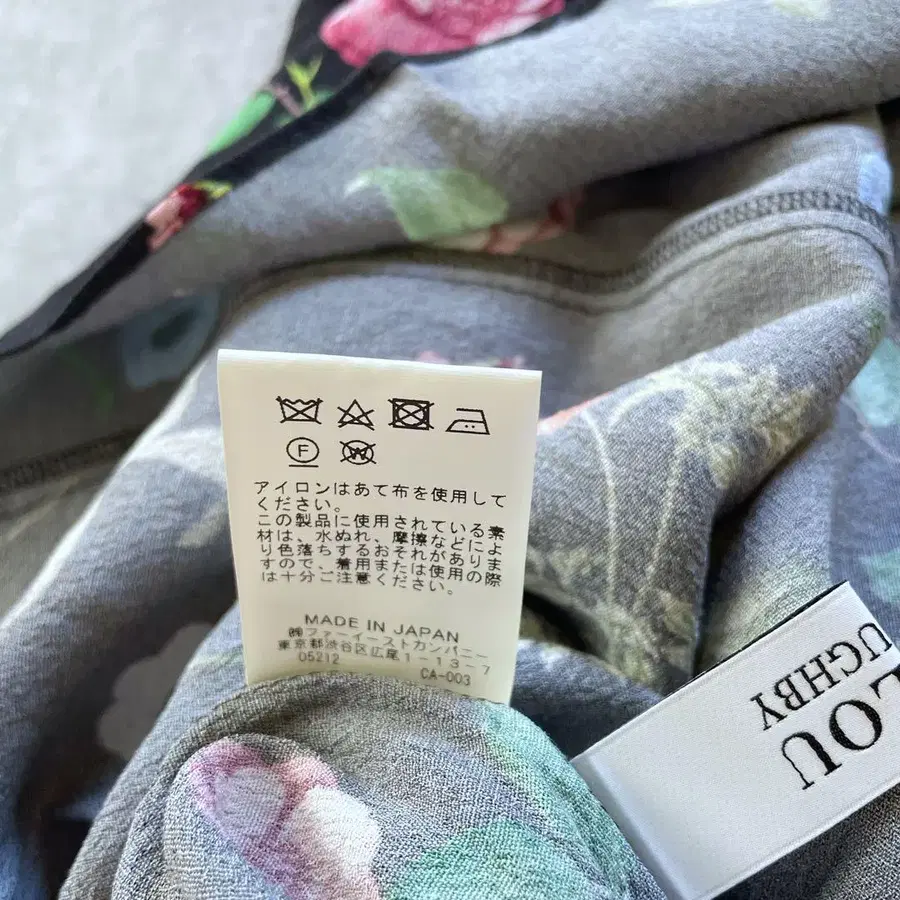 F
W
アイロンはあて布を使用して
ください。
この製品に使用されている素
材は、水ぬれ、摩擦などによ
り色落ちするおそれがありま
すので、着用または使用の際
は十分ご注意ください。
MADE IN JAPAN
㈱ファーイーストカンパニー
東京都渋谷区広尾1-13-7
05212 CA-003
LOU
UGHBY